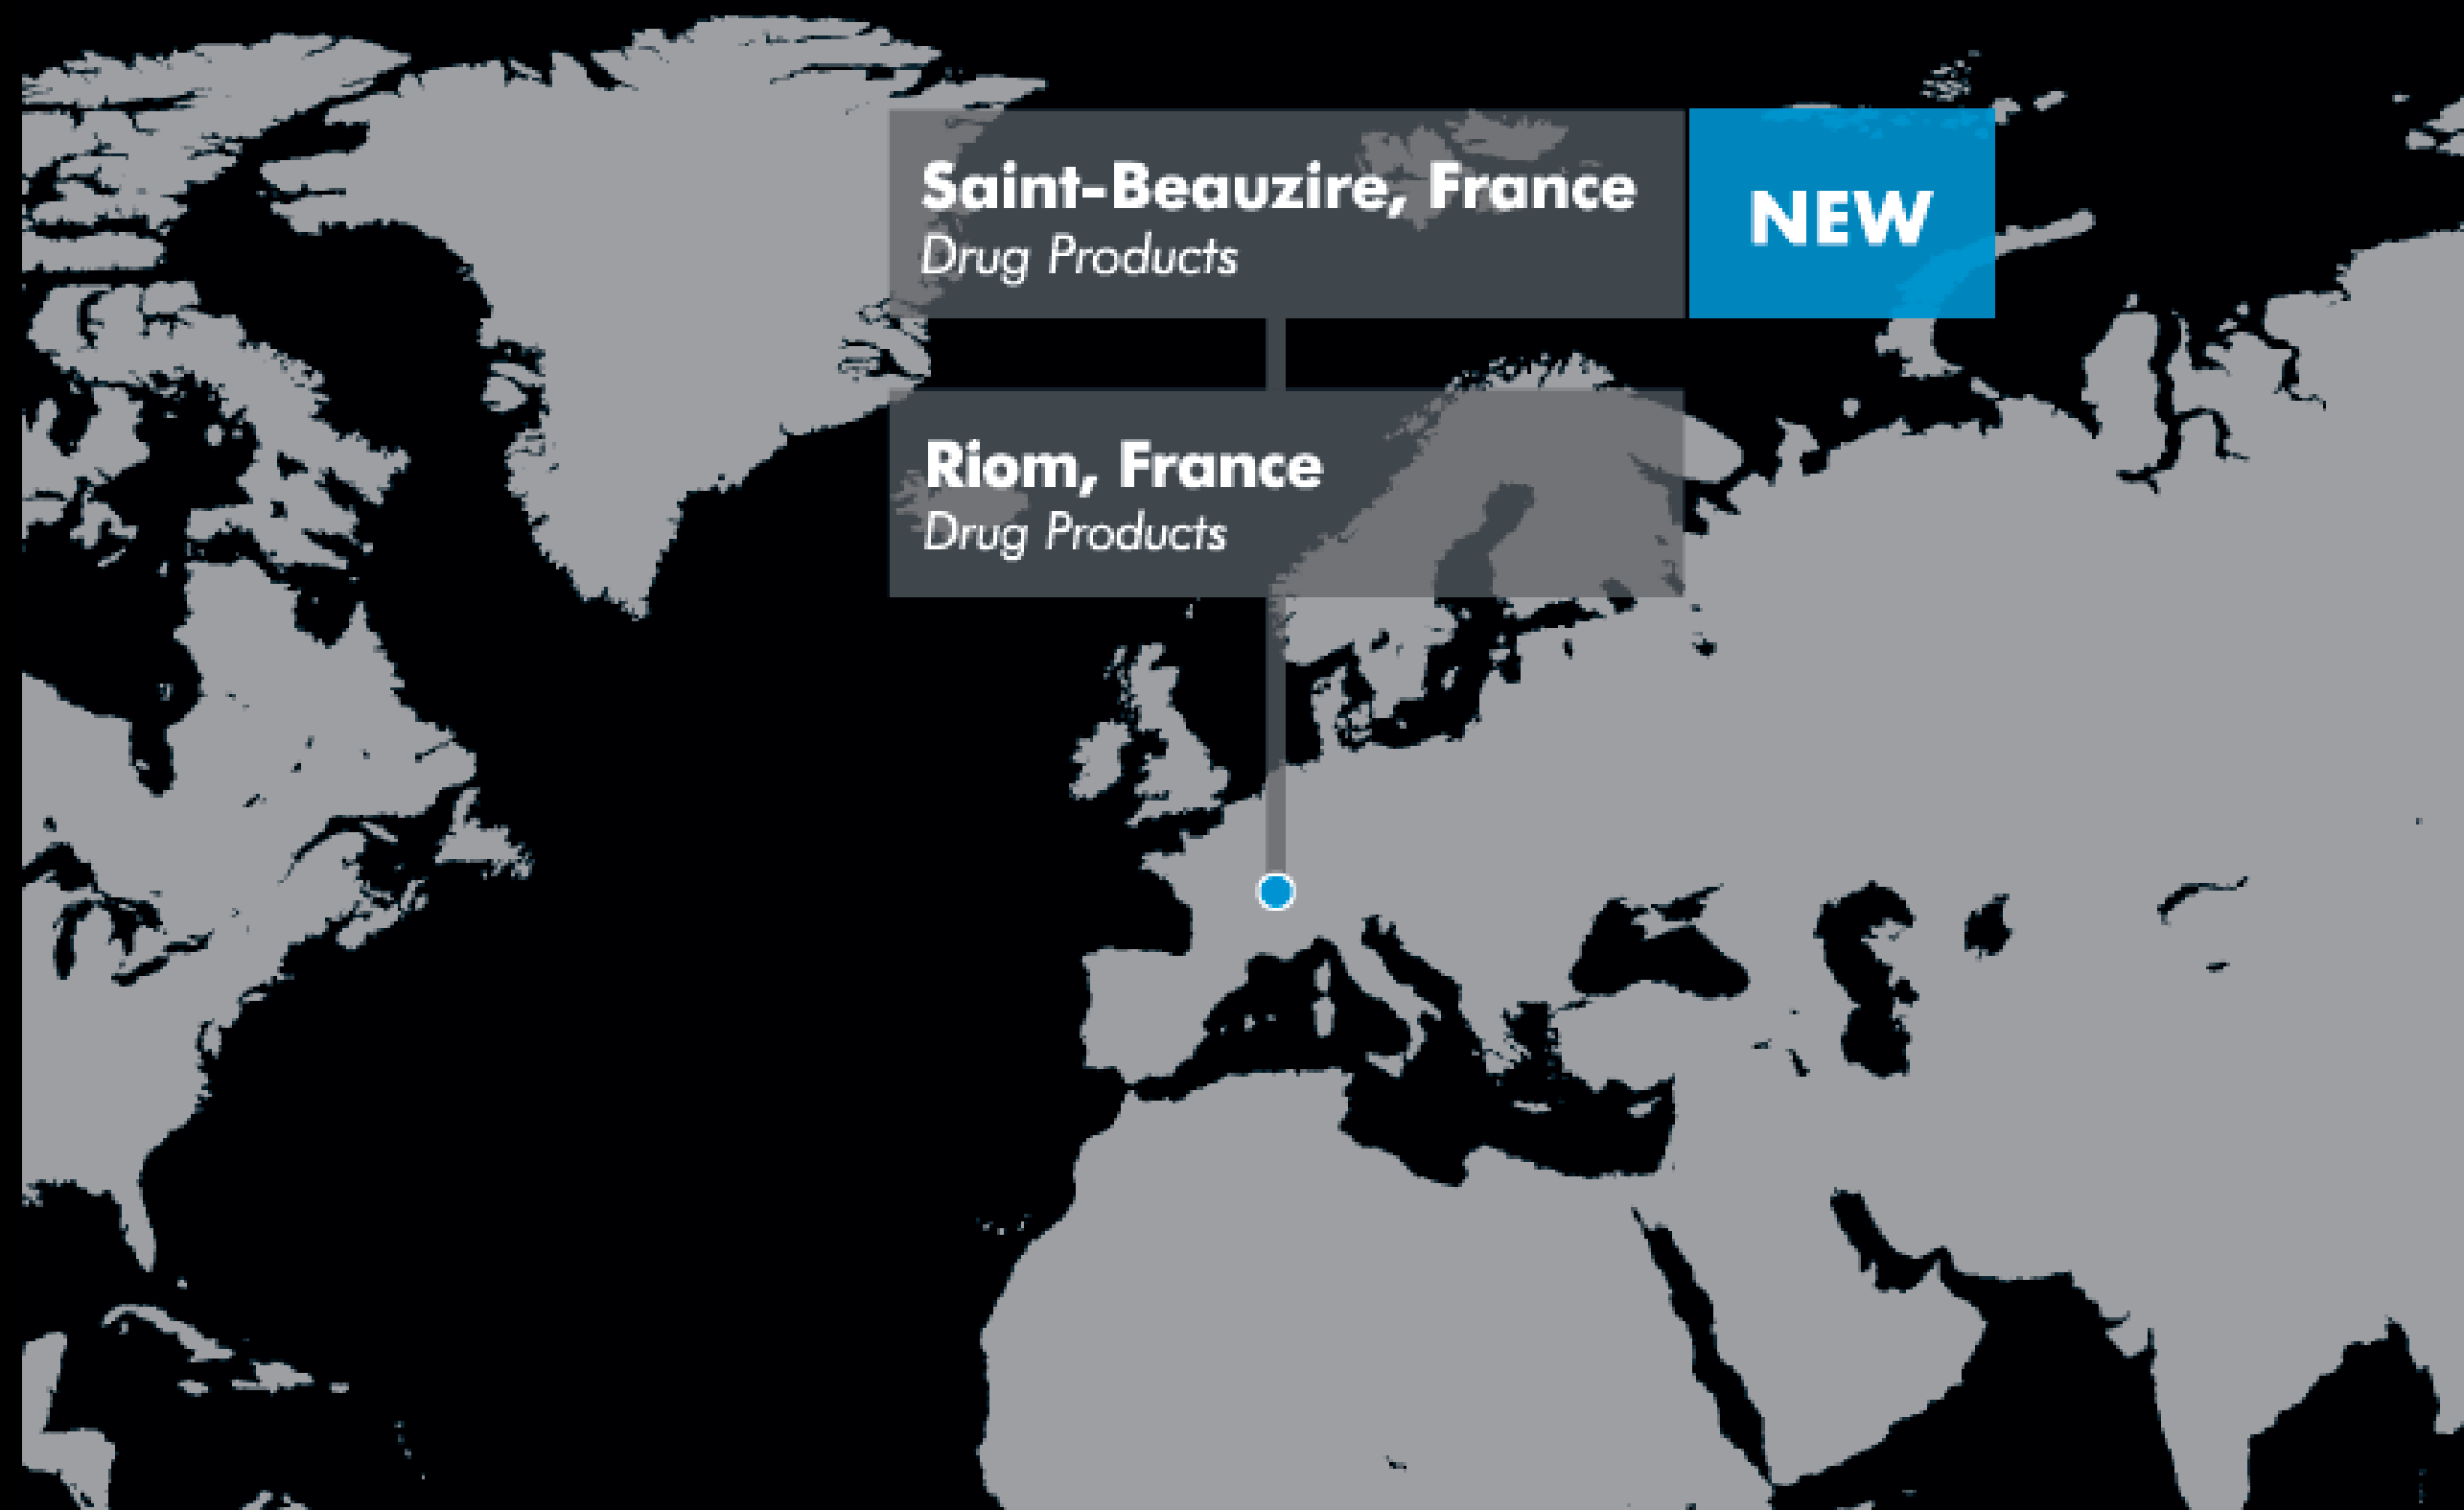 Saint-Beauzire, France
Drug Products
NEW
Riom, France
Drug Products